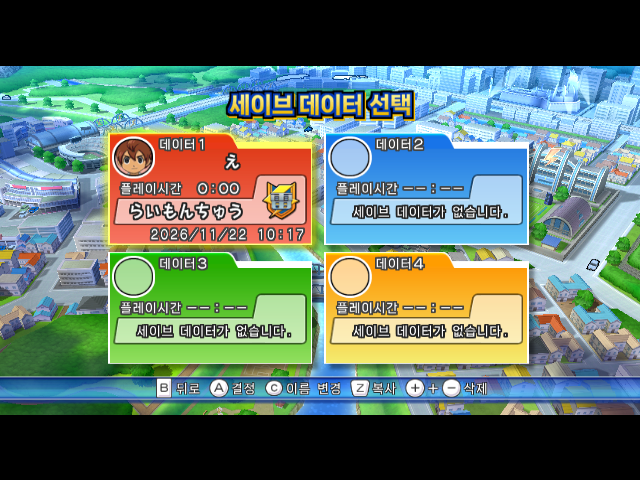 세이브 데이터 선택
데이터1
え
플레이시간 0:00
らいもんちゅう
2026/11/22 10:17
데이터2
플레이시간 --:--
세이브 데이터가 없습니다.
데이터3
플레이시간 --:--
세이브 데이터가 없습니다.
데이터4
플레이시간 --:--
세이브 데이터가 없습니다.
B 뒤로 A 결정 C 이름 변경 Z 복사 + + - 삭제